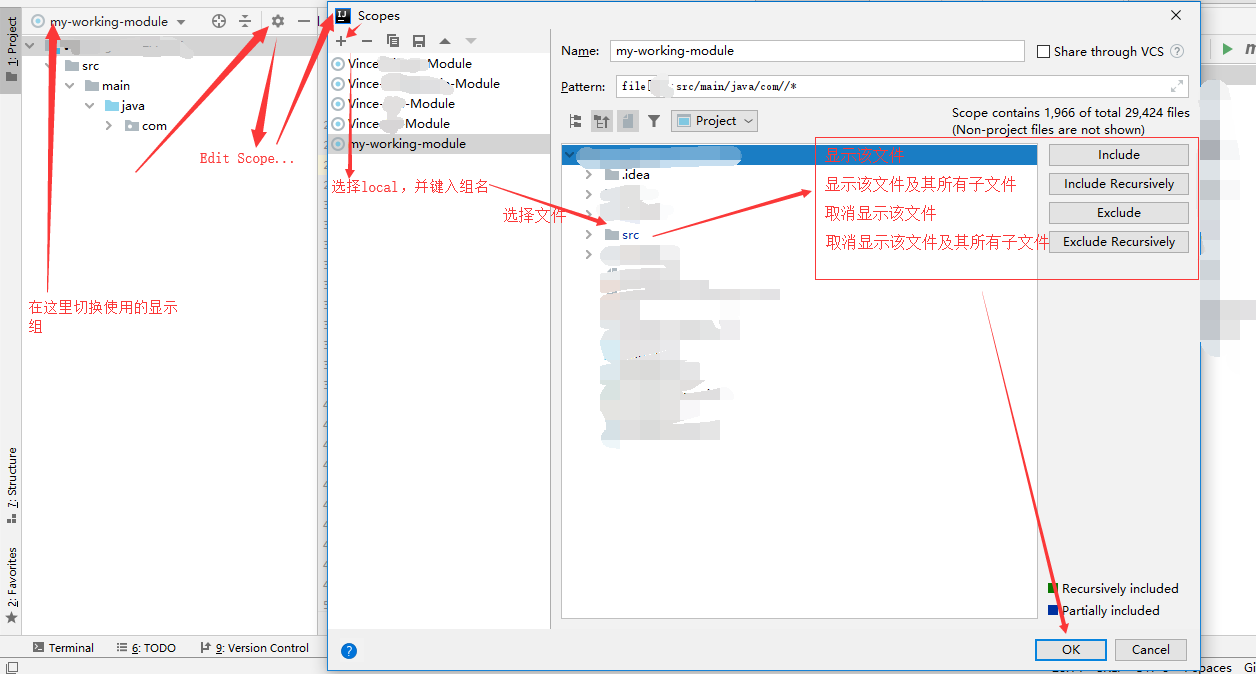 my-working-module
1: Project
src
main
java
com
Edit Scope...
在这里切换使用的显示
组
7: Structure
2: Favorites
Terminal
6: TODO
9: Version Control
Scopes
Vince Module
Vince- -Module
Vince- -Module
Vince Module
my-working-module
选择local，并键入组名
选择文件
Name:
my-working-module
Share through VCS
Pattern:
file[ src/main/java/com//*
Project
Scope contains 1,966 of total 29,424 files
(Non-project files are not shown)
.idea
src
显示该文件
Include
显示该文件及其所有子文件
Include Recursively
取消显示该文件
Exclude
取消显示该文件及其所有子文件
Exclude Recursively
Recursively included
Partially included
OK
Cancel